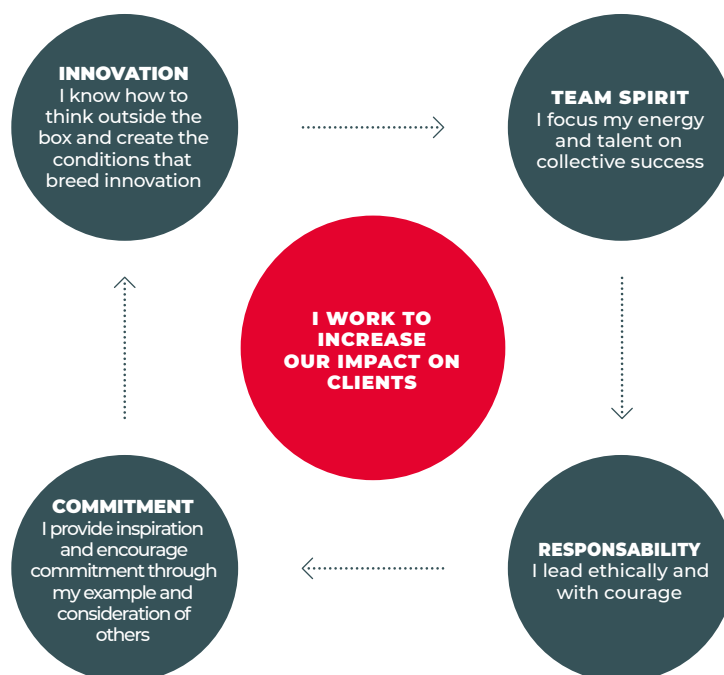 INNOVATION
I know how to
think outside the
box and create the
conditions that
breed innovation
TEAM SPIRIT
I focus my energy
and talent on
collective success
I WORK TO
INCREASE
OUR IMPACT ON
CLIENTS
COMMITMENT
I provide inspiration
and encourage
commitment through
my example and
consideration of
others
RESPONSABILITY
I lead ethically and
with courage